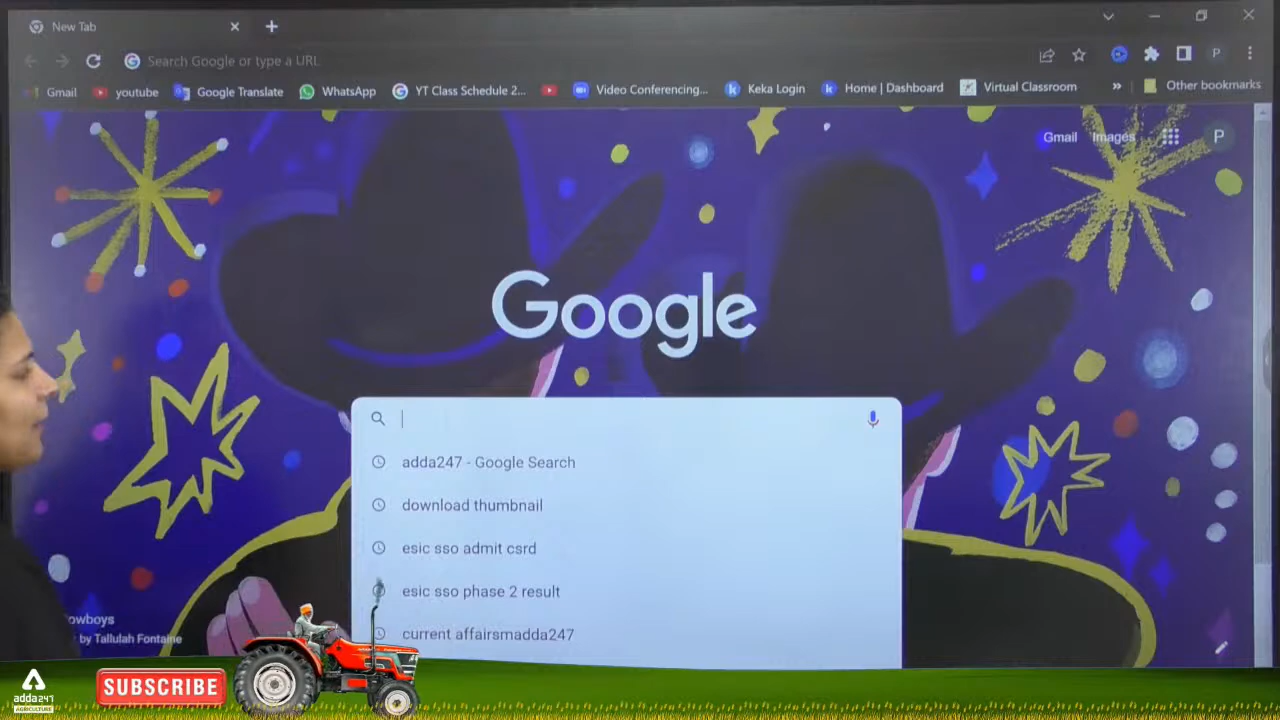 New Tab
Search Google or type a URL
P
Gmail
youtube
Google Translate
WhatsApp
YT Class Schedule 2...
Video Conferencing...
Keka Login
Home | Dashboard
Virtual Classroom
»
Other bookmarks
Gmail Images P
Google
adda247 - Google Search
download thumbnail
esic sso admit csrd
esic sso phase 2 result
current affairsmadda247
owboys
by Tallulah Fontaine
adda247
AGRICULTURE
SUBSCRIBE